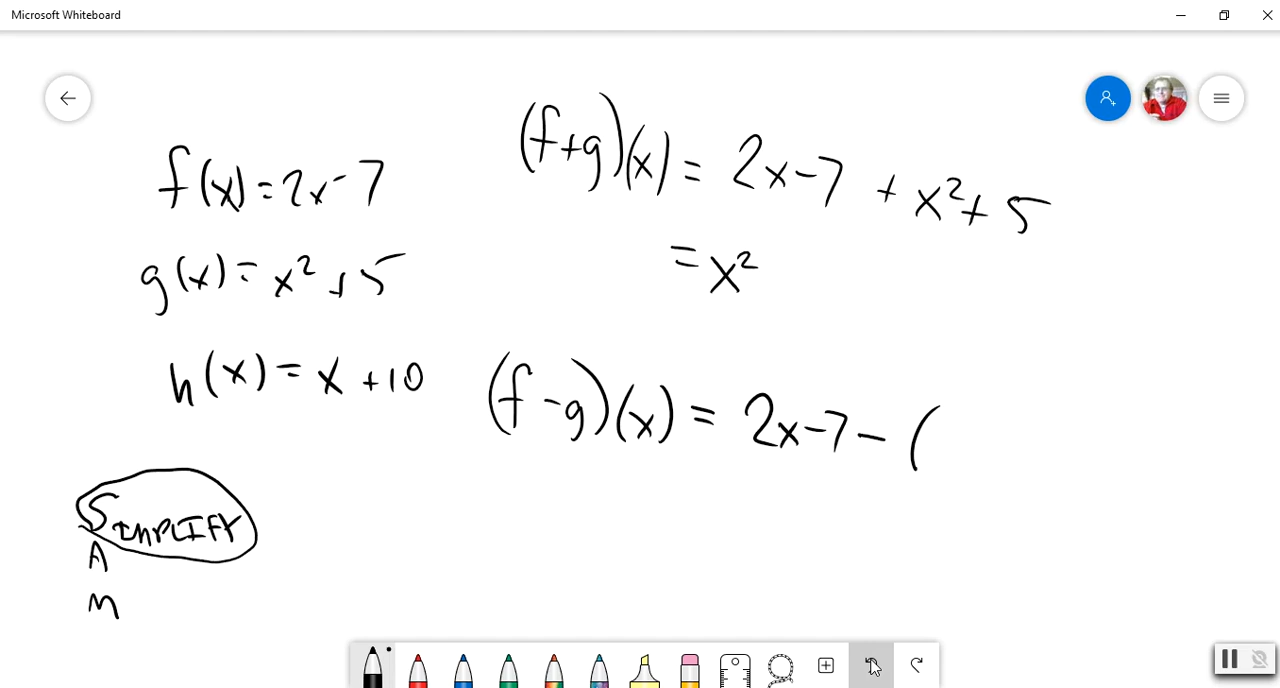 Microsoft Whiteboard
f(x)=2x-7
g(x)=x²+5
h(x)=x+10
SIMPLIFY
A
M
(f+g)(x)=2x-7+x²+5
=x²
(f-g)(x)=2x-7-(